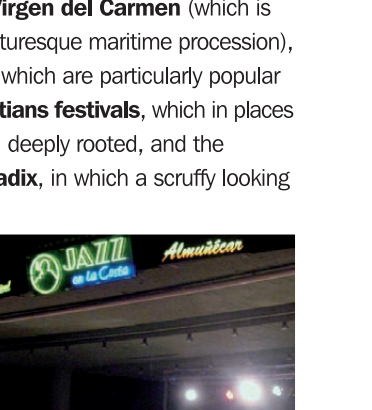 Virgen del Carmen (which is
turesque maritime procession),
which are particularly popular
tians festivals, which in places
deeply rooted, and the
adix, in which a scruffy looking
JAZZ Almuñécar
en la Costa